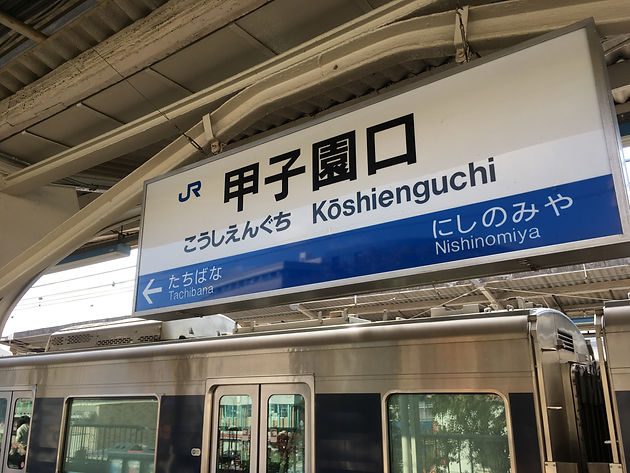 JR 甲子園口
こうしえんぐち Kōshienguchi
← たちばな にしのみや
Tachibana Nishinomiya